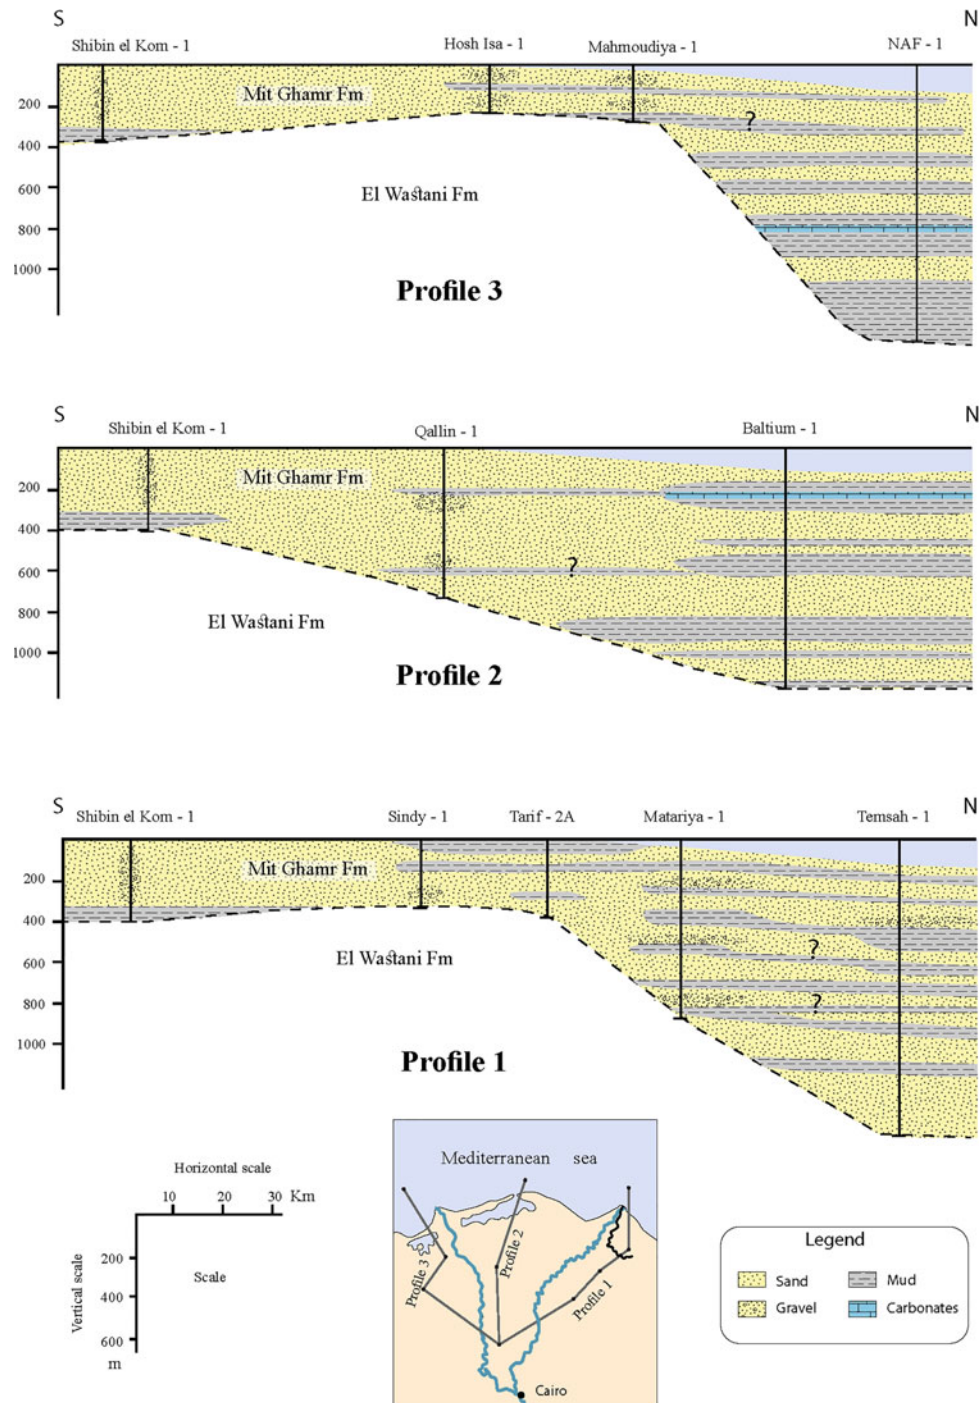 S N
Shibin el Kom - 1 Hosh Isa - 1 Mahmoudiya - 1 NAF - 1
Mit Ghamr Fm
200
400
?
El Wastani Fm
600
800
1000
Profile 3
S N
Shibin el Kom - 1 Qallin - 1 Baltium - 1
Mit Ghamr Fm
200
400
600
?
El Wastani Fm
800
1000
Profile 2
S N
Shibin el Kom - 1 Sindy - 1 Tarif - 2A Matariya - 1 Temsah - 1
Mit Ghamr Fm
200
400
?
El Wastani Fm
600
800
?
1000
Profile 1
Horizontal scale
10 20 30 Km
Vertical scale
200
Scale
400
600
m
Mediterranean sea
Profile 3
Profile 2
Profile 1
Cairo
Legend
Sand Mud
Gravel Carbonates